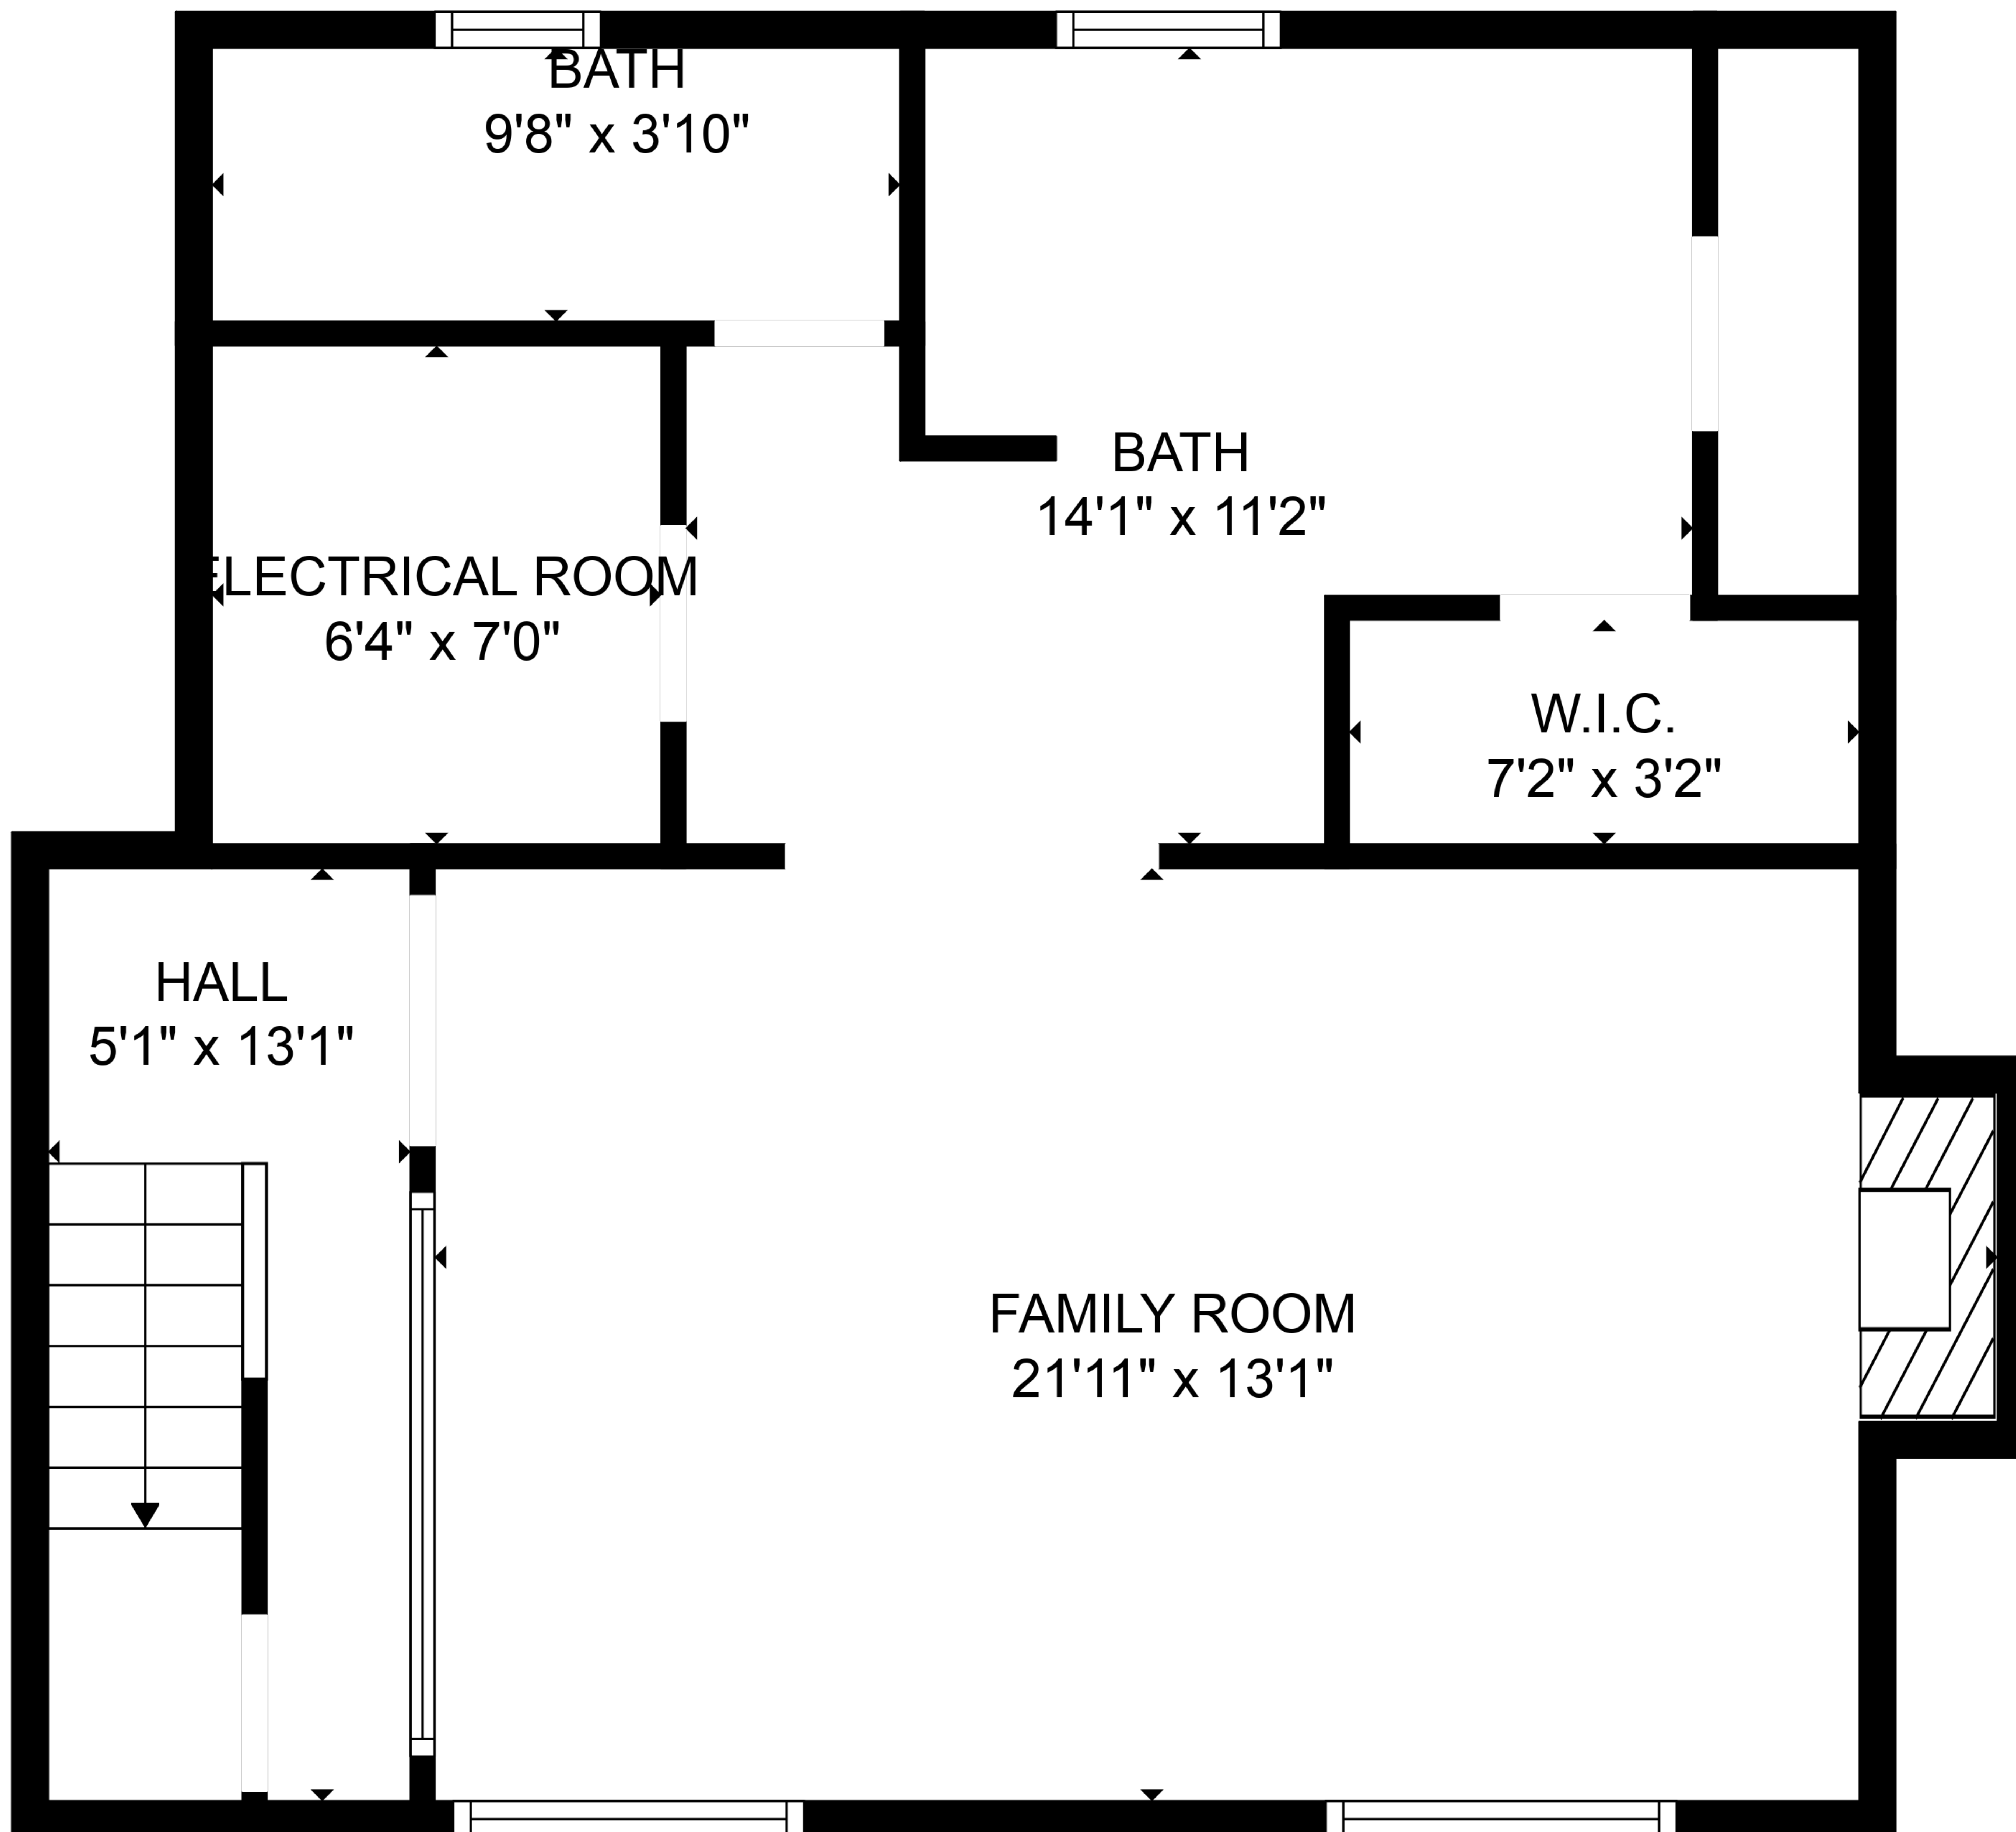 BATH
9'8" x 3'10"
BATH
14'1" x 11'2"
ELECTRICAL ROOM
6'4" x 7'0"
W.I.C.
7'2" x 3'2"
HALL
5'1" x 13'1"
FAMILY ROOM
21'11" x 13'1"